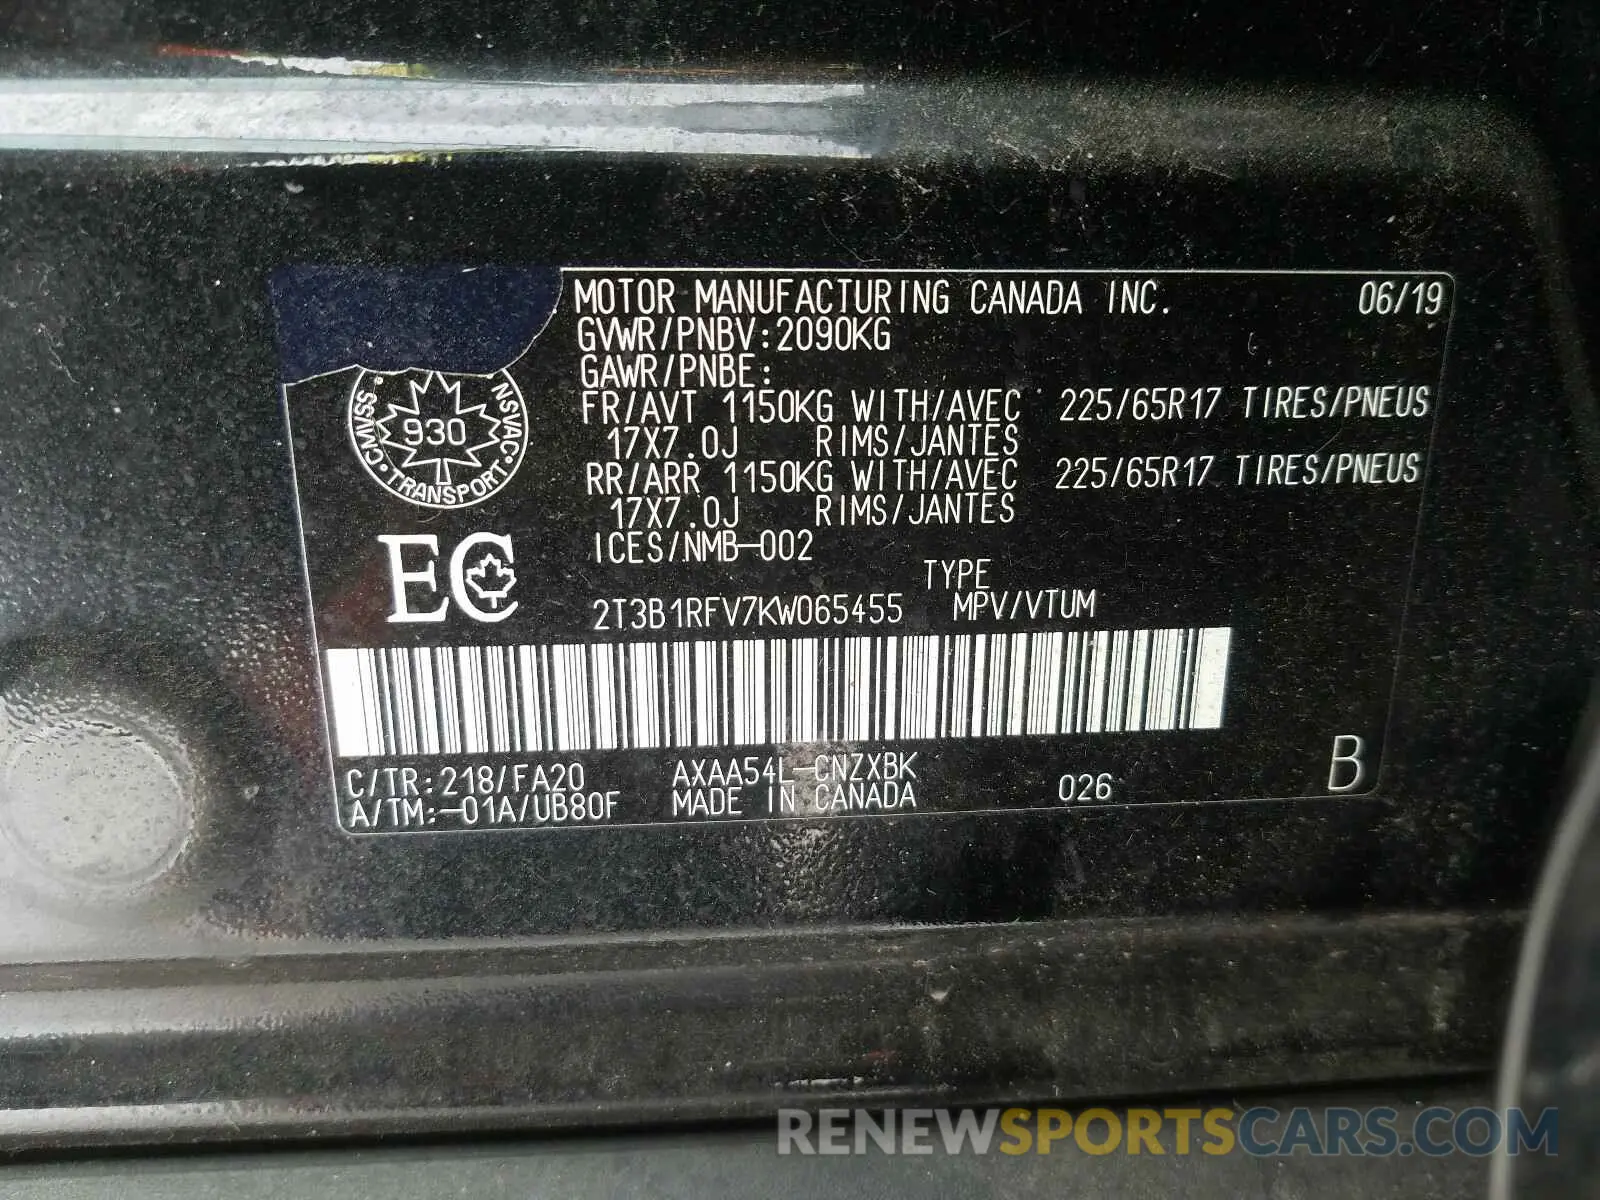 MOTOR MANUFACTURING CANADA INC. 06/19
GVWR/PNBV:2090KG
GAWR/PNBE:
FR/AVT 1150KG WITH/AVEC 225/65R17 TIRES/PNEUS
17X7.0J RIMS/JANTES
RR/ARR 1150KG WITH/AVEC 225/65R17 TIRES/PNEUS
17X7.0J RIMS/JANTES
ICES/NMB-002
CMVSS NSVAC
930
TRANSPORT
EC
TYPE
2T3B1RFV7KW065455 MPV/VTUM
C/TR:218/FA20 AXAA54L-CNZXBK
A/TM:-01A/UB80F MADE IN CANADA 026 B
RENEWSPORTSCARS.COM